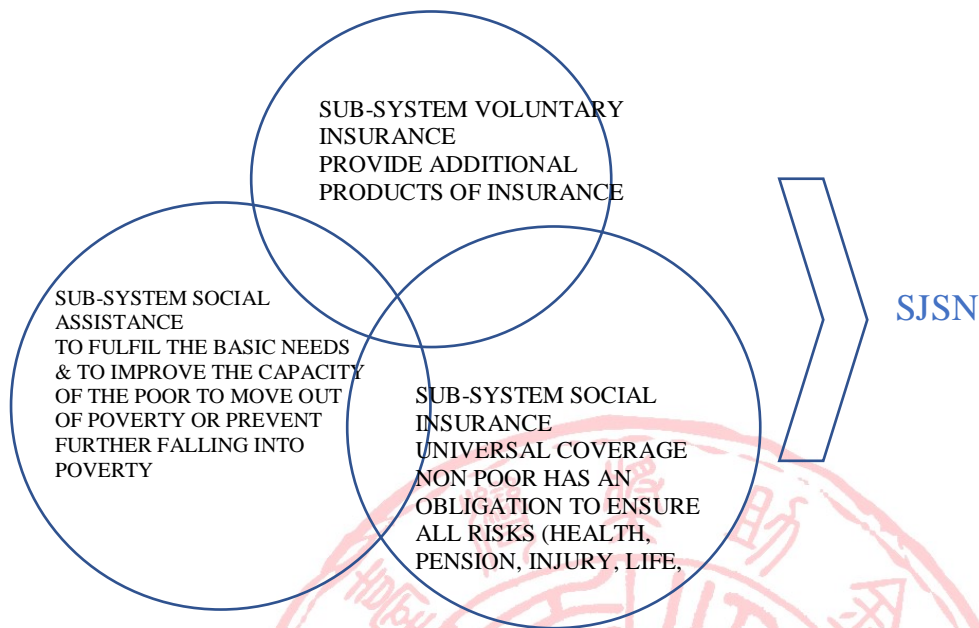 SUB-SYSTEM VOLUNTARY
INSURANCE
PROVIDE ADDITIONAL
PRODUCTS OF INSURANCE
SUB-SYSTEM SOCIAL
ASSISTANCE
TO FULFIL THE BASIC NEEDS
& TO IMPROVE THE CAPACITY
OF THE POOR TO MOVE OUT
OF POVERTY OR PREVENT
FURTHER FALLING INTO
POVERTY
SUB-SYSTEM SOCIAL
INSURANCE
UNIVERSAL COVERAGE
NON POOR HAS AN
OBLIGATION TO ENSURE
ALL RISKS (HEALTH,
PENSION, INJURY, LIFE,
SJSN